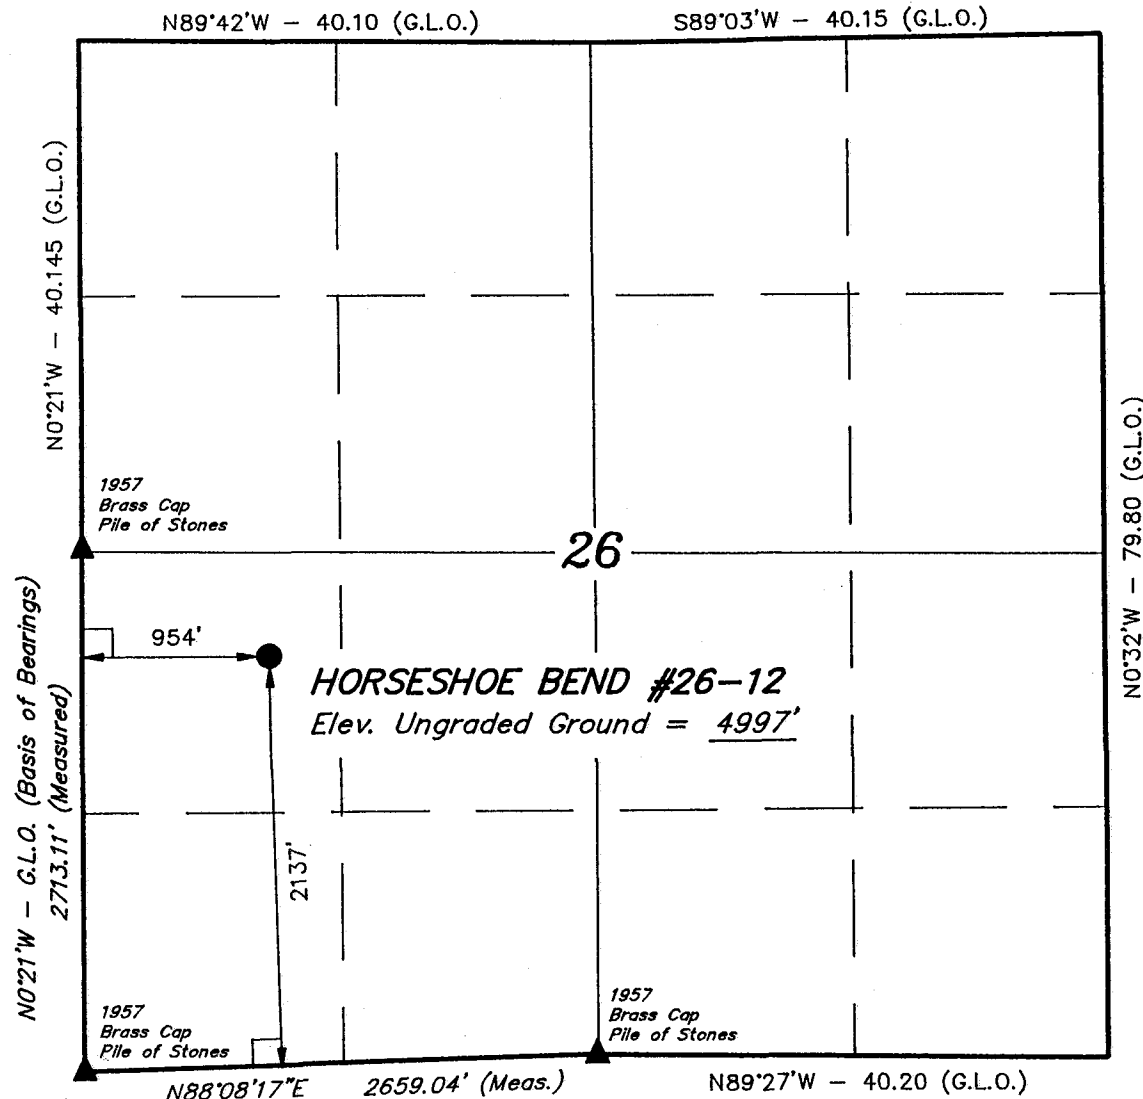 N89°42'W – 40.10 (G.L.O.)
S89°03'W – 40.15 (G.L.O.)
N0°21'W – 40.145 (G.L.O.)
N0°32'W – 79.80 (G.L.O.)
1957
Brass Cap
Pile of Stones
26
954'
HORSESHOE BEND #26–12
Elev. Ungraded Ground = 4997'
N0°21'W – G.L.O. (Basis of Bearings)
2713.11' (Measured)
2137'
1957
Brass Cap
Pile of Stones
1957
Brass Cap
Pile of Stones
N88°08'17"E 2659.04' (Meas.)
N89°27'W – 40.20 (G.L.O.)